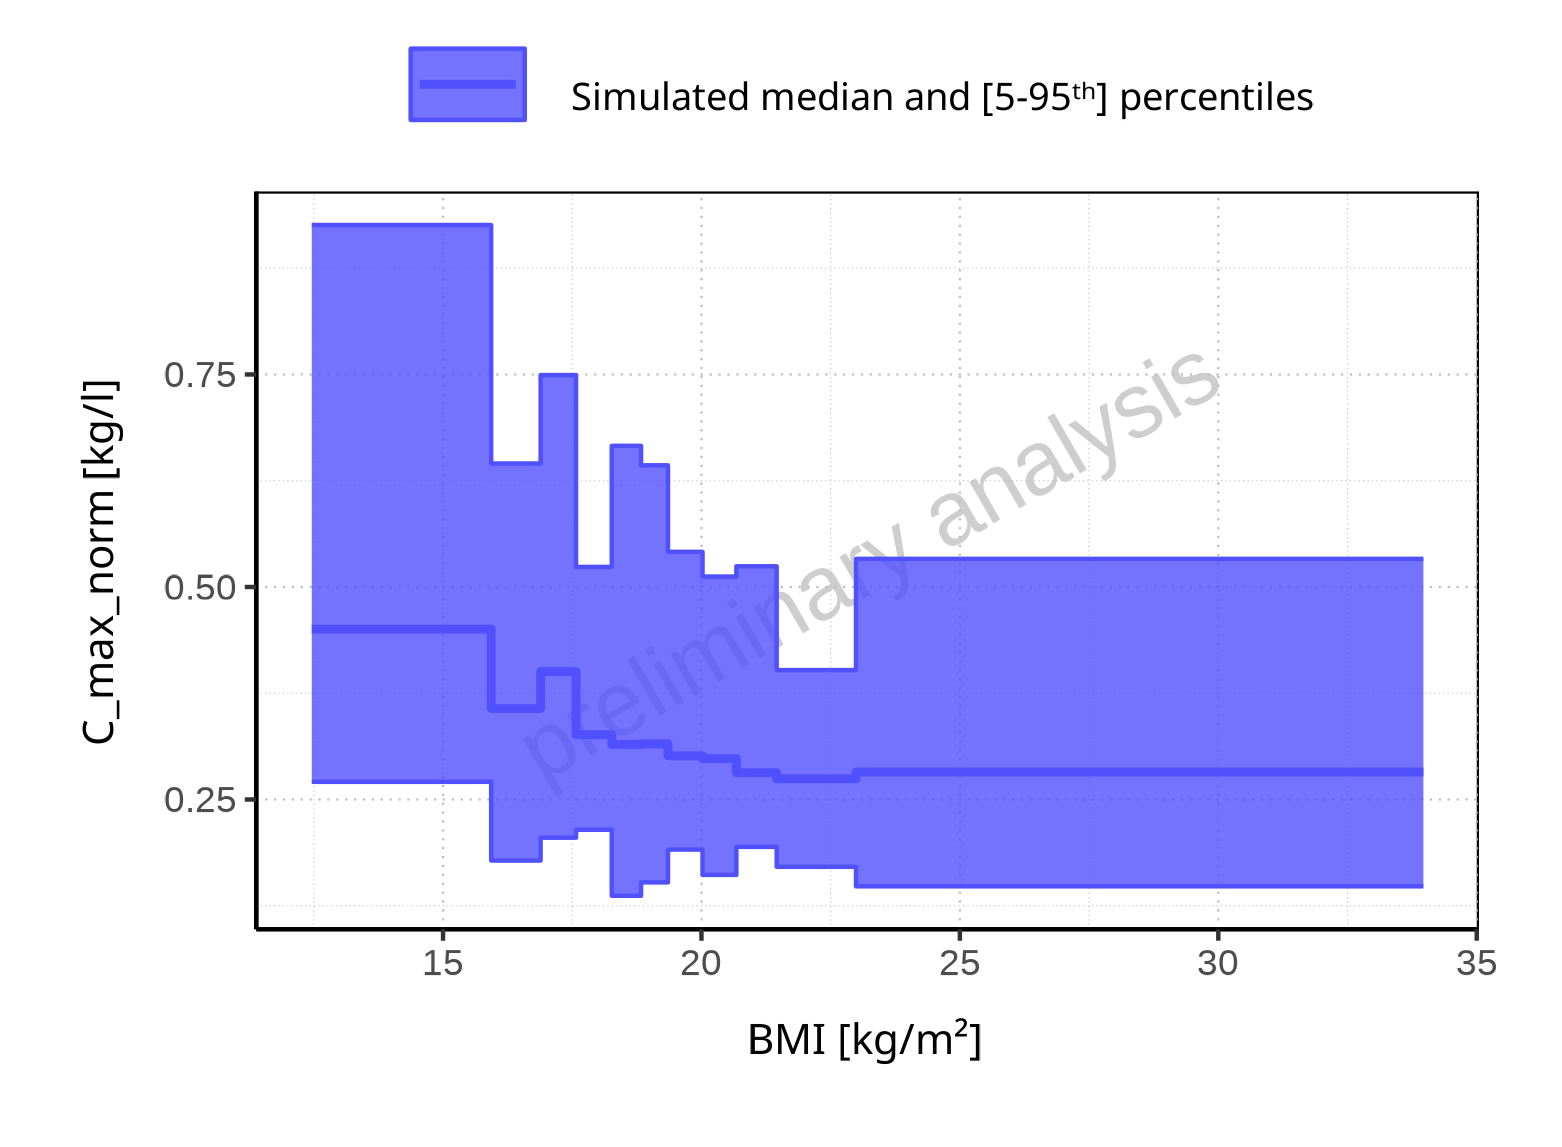 Simulated median and [5-95ᵗʰ] percentiles
C_max_norm [kg/l]
0.75
0.50
0.25
preliminary analysis
15 20 25 30 35
BMI [kg/m²]